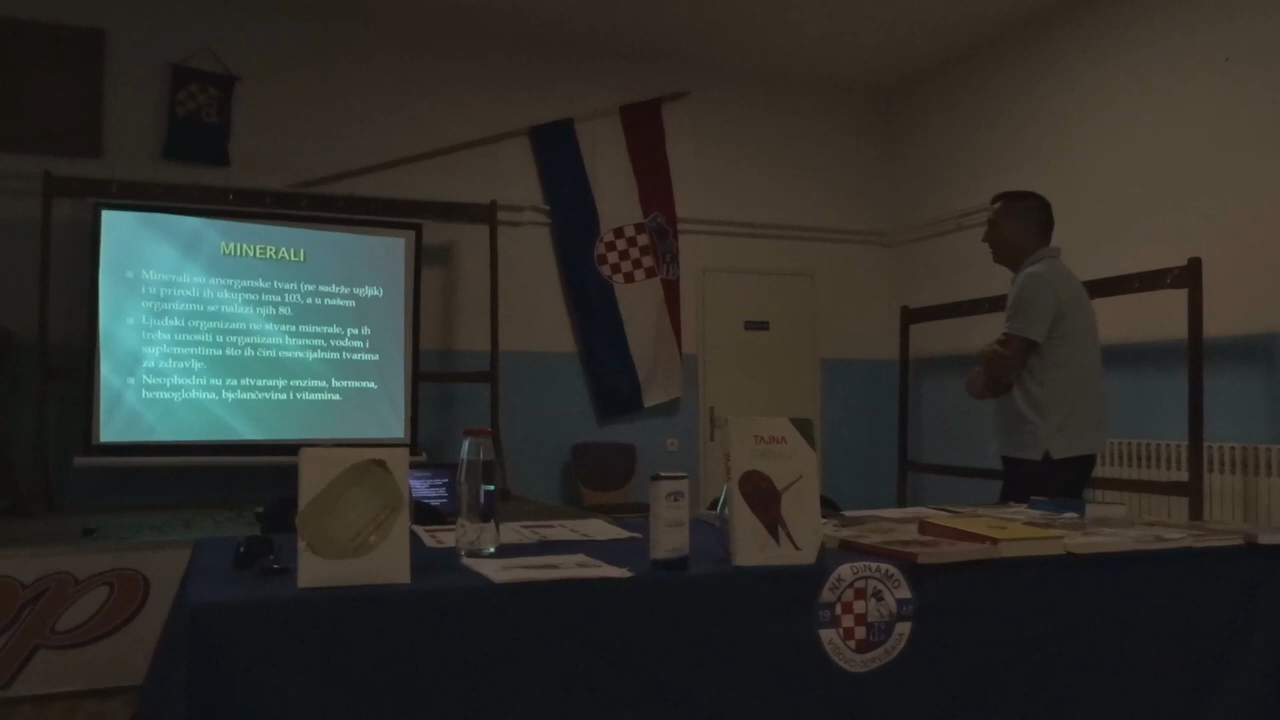 MINERALI
Minerali su anorganske tvari (ne sadrže ugljik)
i u prirodi ih ukupno ima 103, a u našem
organizmu se nalazi njih 80.
Ljudski organizam ne stvara minerale, pa ih
treba unositi u organizam hranom, vodom i
suplementima što ih čini esencijalnim tvarima
za zdravlje.
Neophodni su za stvaranje enzima, hormona,
hemoglobina, bjelančevina i vitamina.
TAJNA
NK DINAMO
19